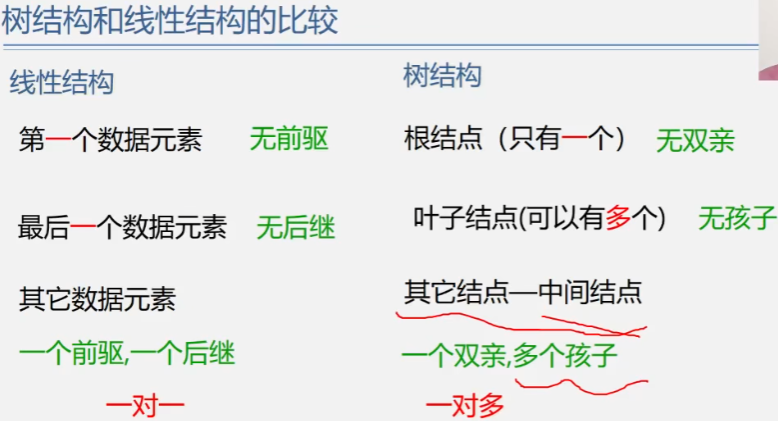 树结构和线性结构的比较
线性结构
第一个数据元素 无前驱
最后一个数据元素 无后继
其它数据元素
一个前驱,一个后继
一对一
树结构
根结点（只有一个） 无双亲
叶子结点(可以有多个) 无孩子
其它结点—中间结点
一个双亲,多个孩子
一对多